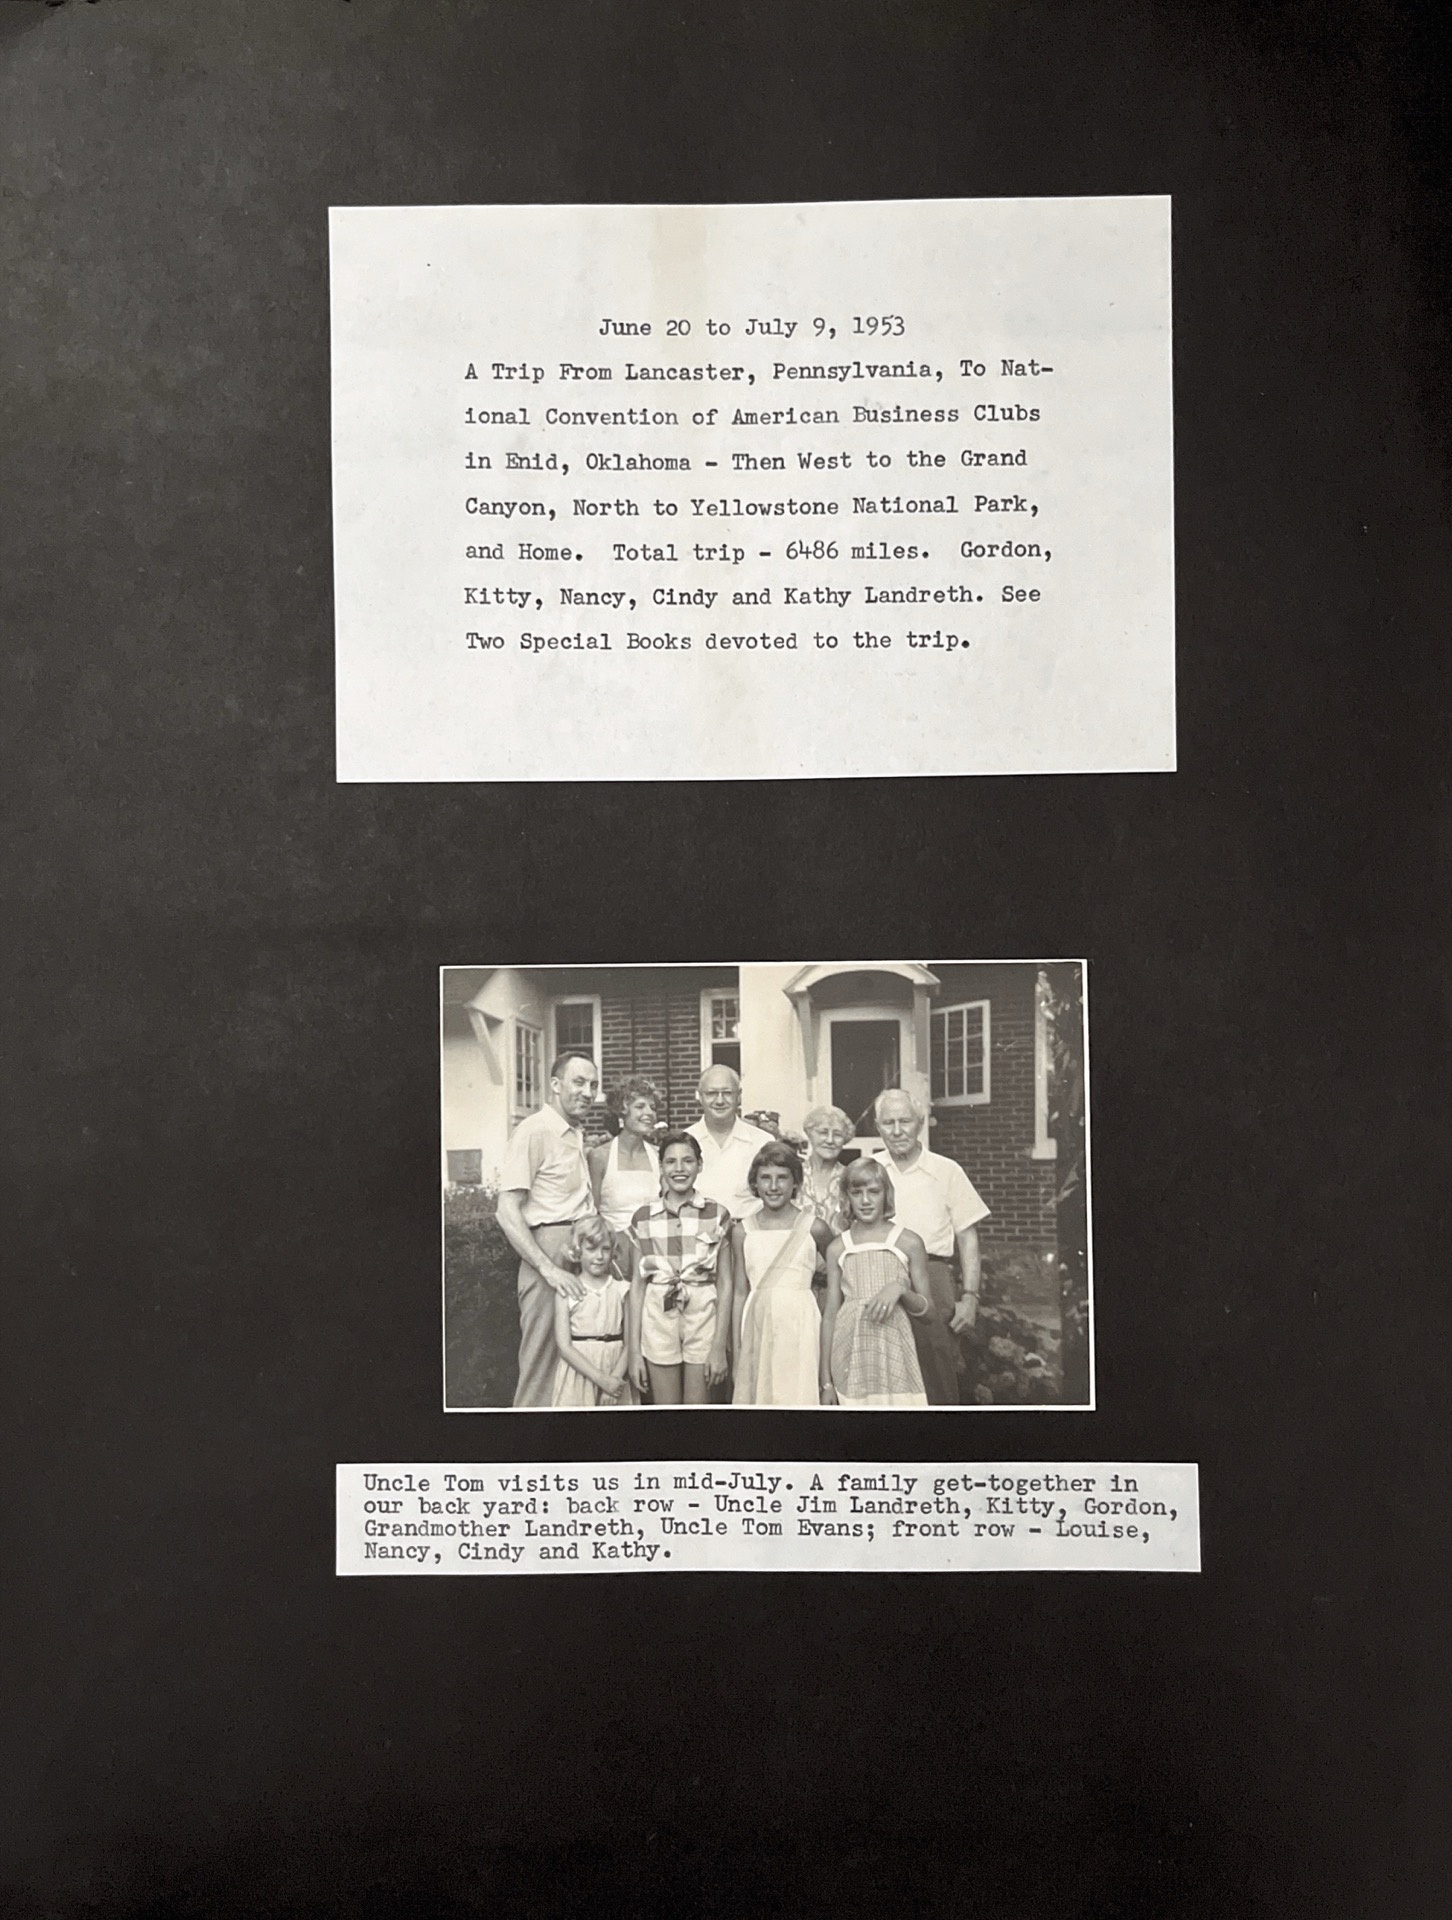 June 20 to July 9, 1953
A Trip From Lancaster, Pennsylvania, To Nat-
ional Convention of American Business Clubs
in Enid, Oklahoma - Then West to the Grand
Canyon, North to Yellowstone National Park,
and Home.  Total trip - 6486 miles.  Gordon,
Kitty, Nancy, Cindy and Kathy Landreth. See
Two Special Books devoted to the trip.
Uncle Tom visits us in mid-July. A family get-together in
our back yard: back row - Uncle Jim Landreth, Kitty, Gordon,
Grandmother Landreth, Uncle Tom Evans; front row - Louise,
Nancy, Cindy and Kathy.